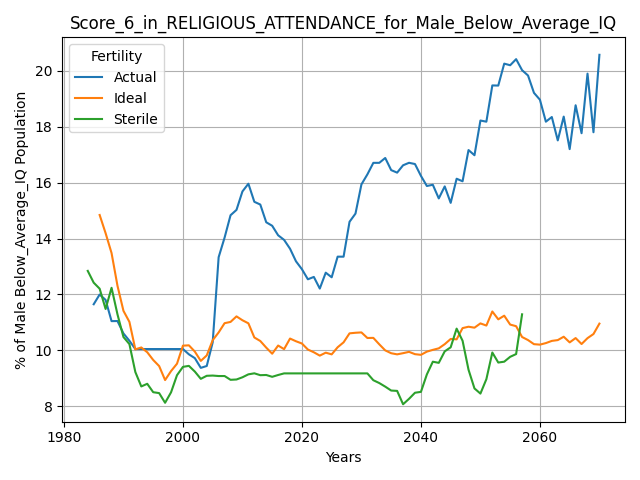 Score_6_in_RELIGIOUS_ATTENDANCE_for_Male_Below_Average_IQ
Fertility
Actual
Ideal
Sterile
% of Male Below_Average_IQ Population
20
18
16
14
12
10
8
1980
2000
2020
2040
2060
Years